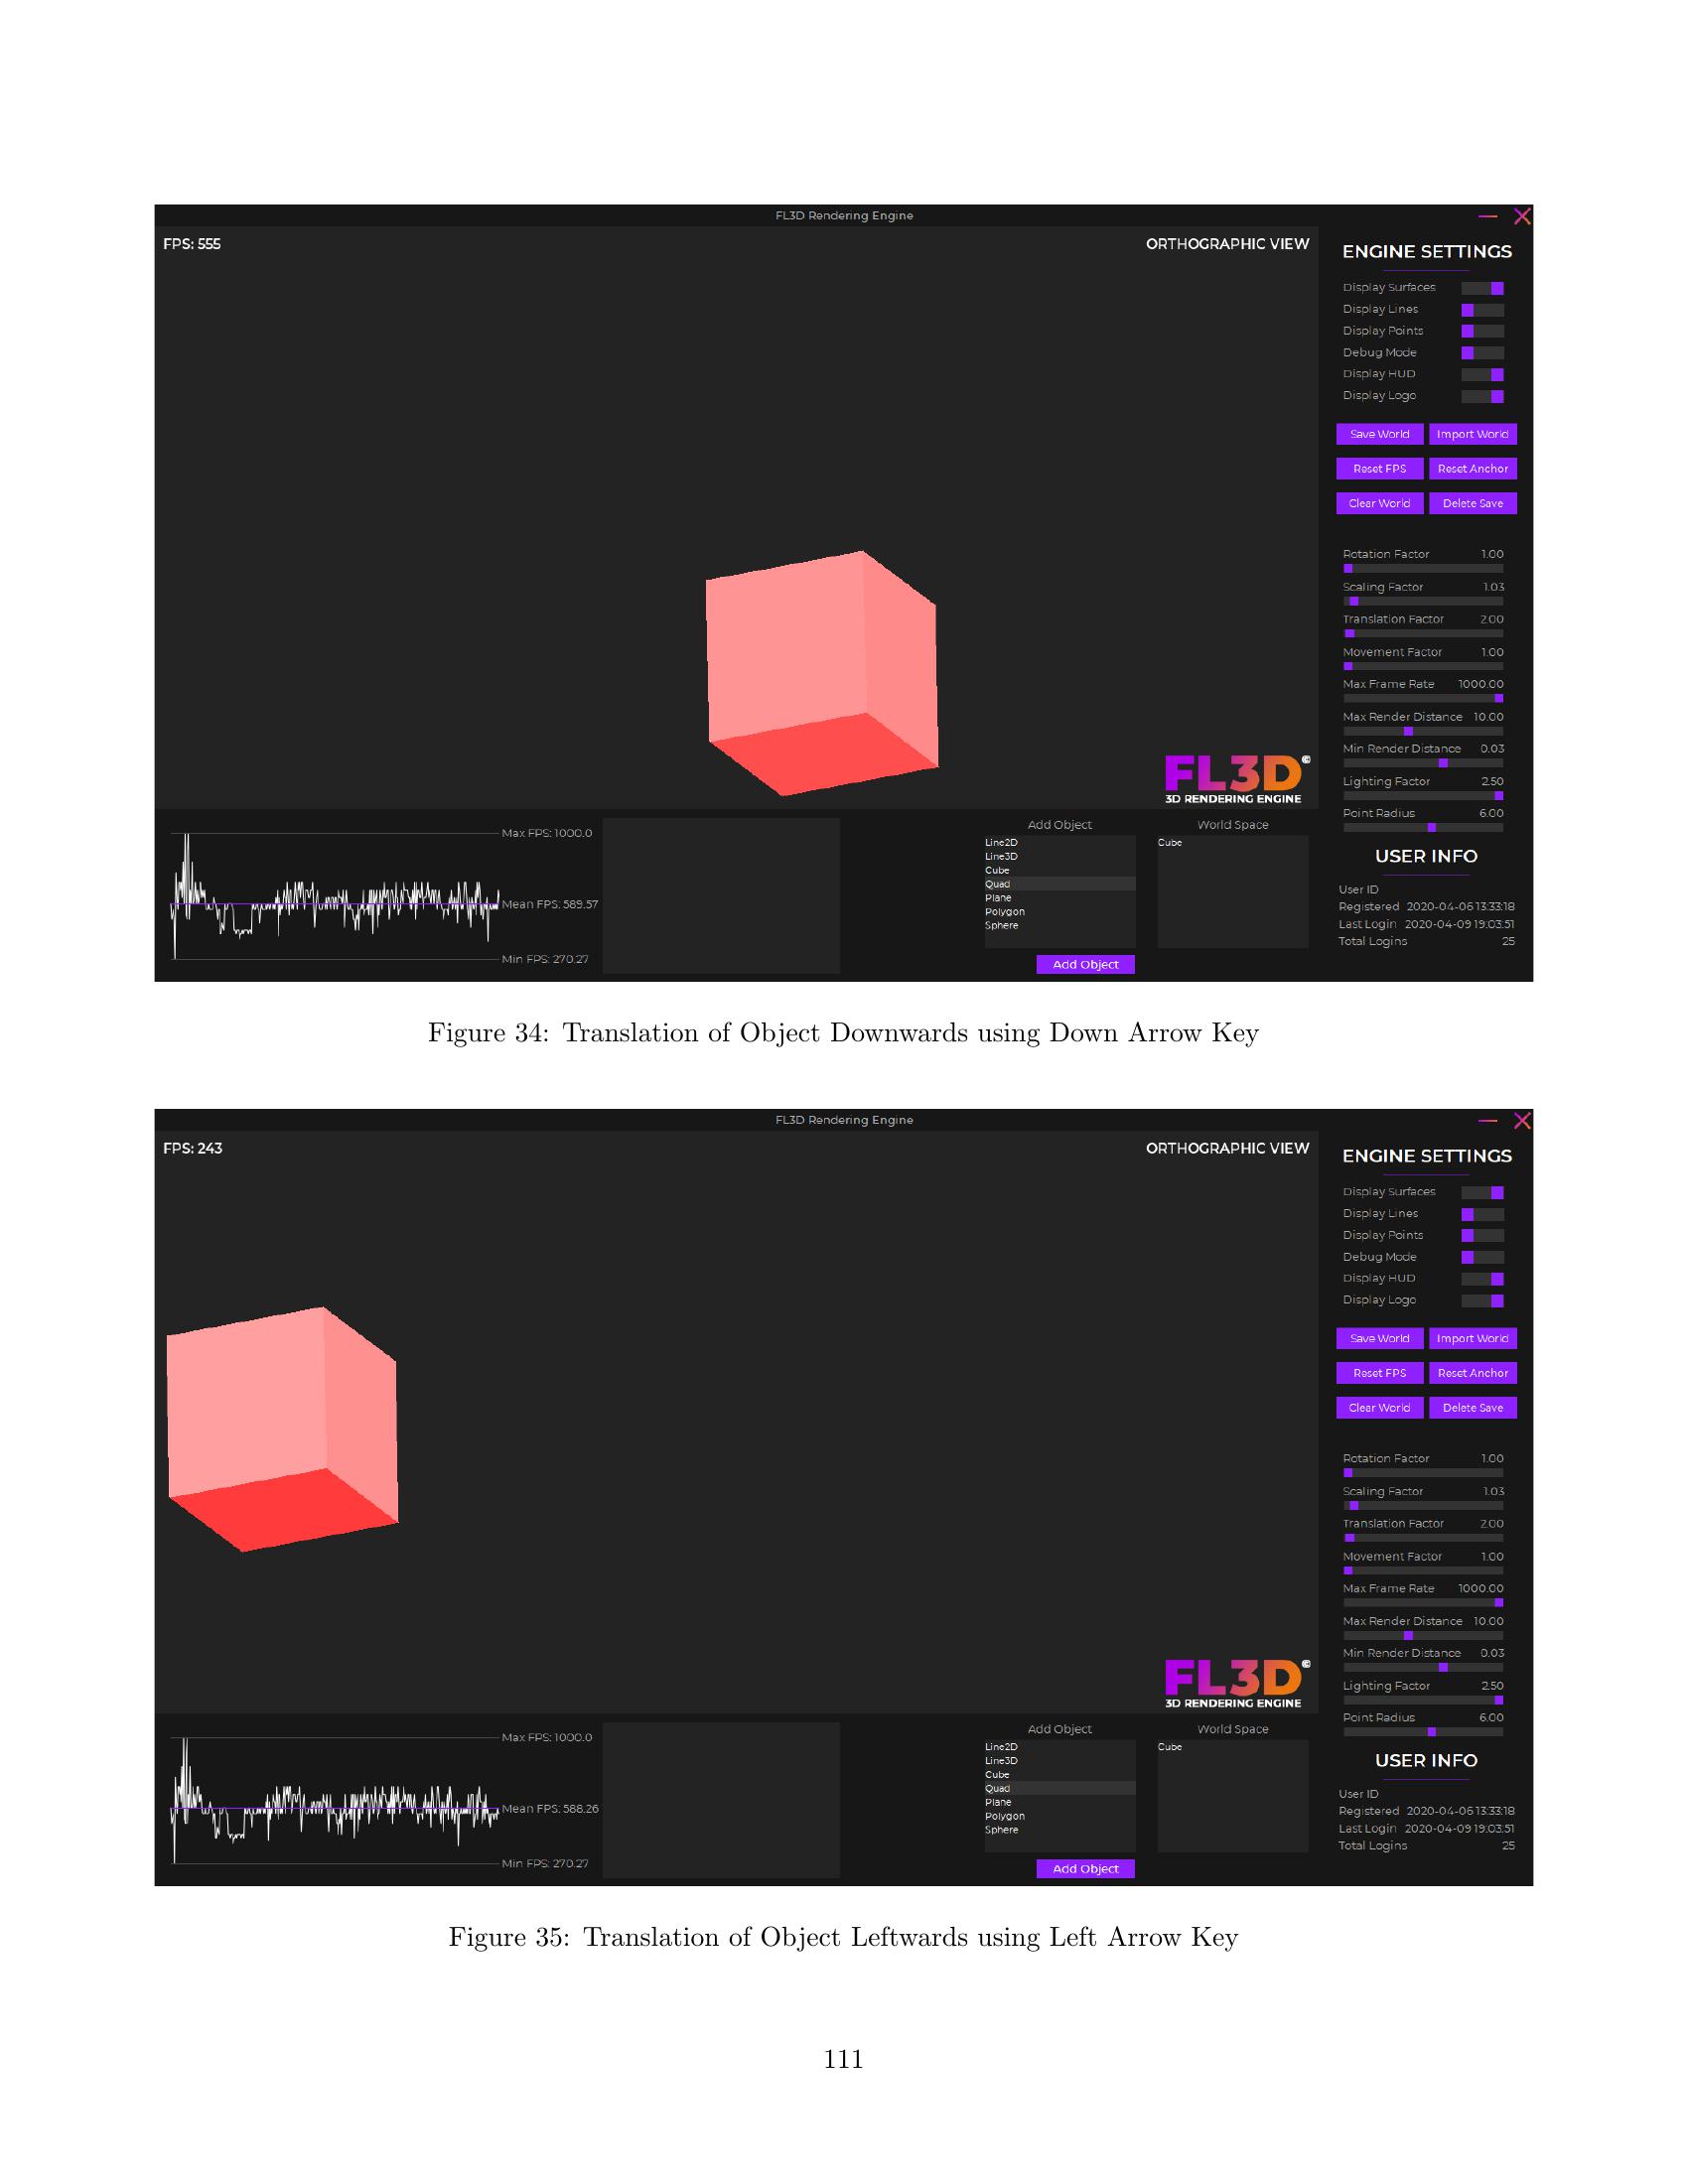 FL3D Rendering Engine
FPS: 555
ORTHOGRAPHIC VIEW
ENGINE SETTINGS
Display Surfaces
Display Lines
Display Points
Debug Mode
Display HUD
Display Logo
Save World Import World
Reset FPS Reset Anchor
Clear World Delete Save
Rotation Factor 1.00
Scaling Factor 1.03
Translation Factor 2.00
Movement Factor 1.00
Max Frame Rate 1000.00
Max Render Distance 10.00
Min Render Distance 0.03
Lighting Factor 2.50
Point Radius 6.00
FL3D©
3D RENDERING ENGINE
Max FPS: 1000.0
Mean FPS: 589.57
Min FPS: 270.27
Add Object
Line2D
Line3D
Cube
Quad
Plane
Polygon
Sphere
Add Object
World Space
Cube
USER INFO
User ID
Registered 2020-04-06 13:33:18
Last Login 2020-04-09 19:03:51
Total Logins 25
Figure 34: Translation of Object Downwards using Down Arrow Key
FL3D Rendering Engine
FPS: 243
ORTHOGRAPHIC VIEW
ENGINE SETTINGS
Display Surfaces
Display Lines
Display Points
Debug Mode
Display HUD
Display Logo
Save World Import World
Reset FPS Reset Anchor
Clear World Delete Save
Rotation Factor 1.00
Scaling Factor 1.03
Translation Factor 2.00
Movement Factor 1.00
Max Frame Rate 1000.00
Max Render Distance 10.00
Min Render Distance 0.03
Lighting Factor 2.50
Point Radius 6.00
FL3D©
3D RENDERING ENGINE
Max FPS: 1000.0
Mean FPS: 588.26
Min FPS: 270.27
Add Object
Line2D
Line3D
Cube
Quad
Plane
Polygon
Sphere
Add Object
World Space
Cube
USER INFO
User ID
Registered 2020-04-06 13:33:18
Last Login 2020-04-09 19:03:51
Total Logins 25
Figure 35: Translation of Object Leftwards using Left Arrow Key
111